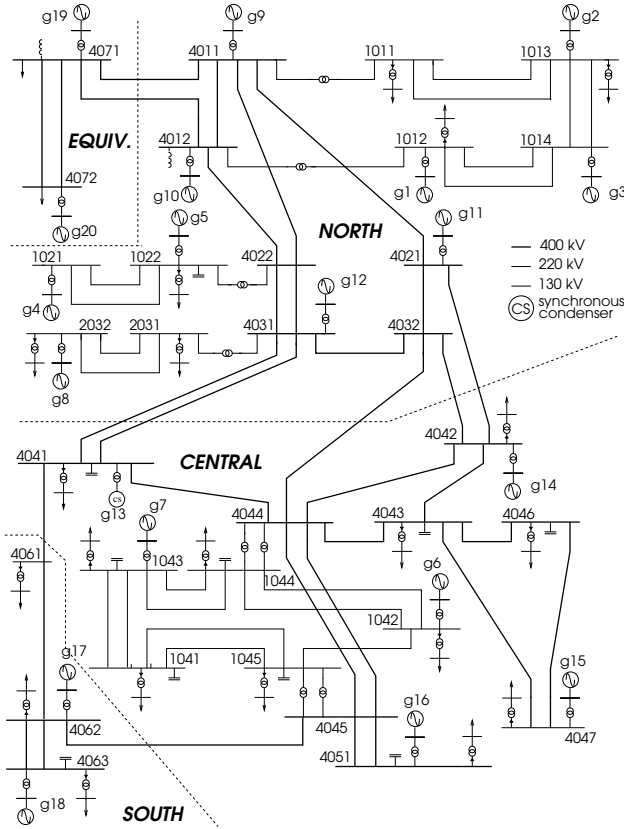 g19
g9
g2
4071
4011
1011
1013
EQUIV.
4012
1012
1014
4072
g10
g1
g3
g20
g5
NORTH
g11
1021
1022
4022
4021
400 kV
220 kV
130 kV
CS synchronous
condenser
g4
g12
2032
2031
4031
4032
g8
4041
CENTRAL
4042
cs
g13
g7
g14
4044
4043
4046
4061
1043
1044
g6
1042
g17
1041
1045
g15
g16
4062
4045
4047
4051
4063
g18
SOUTH